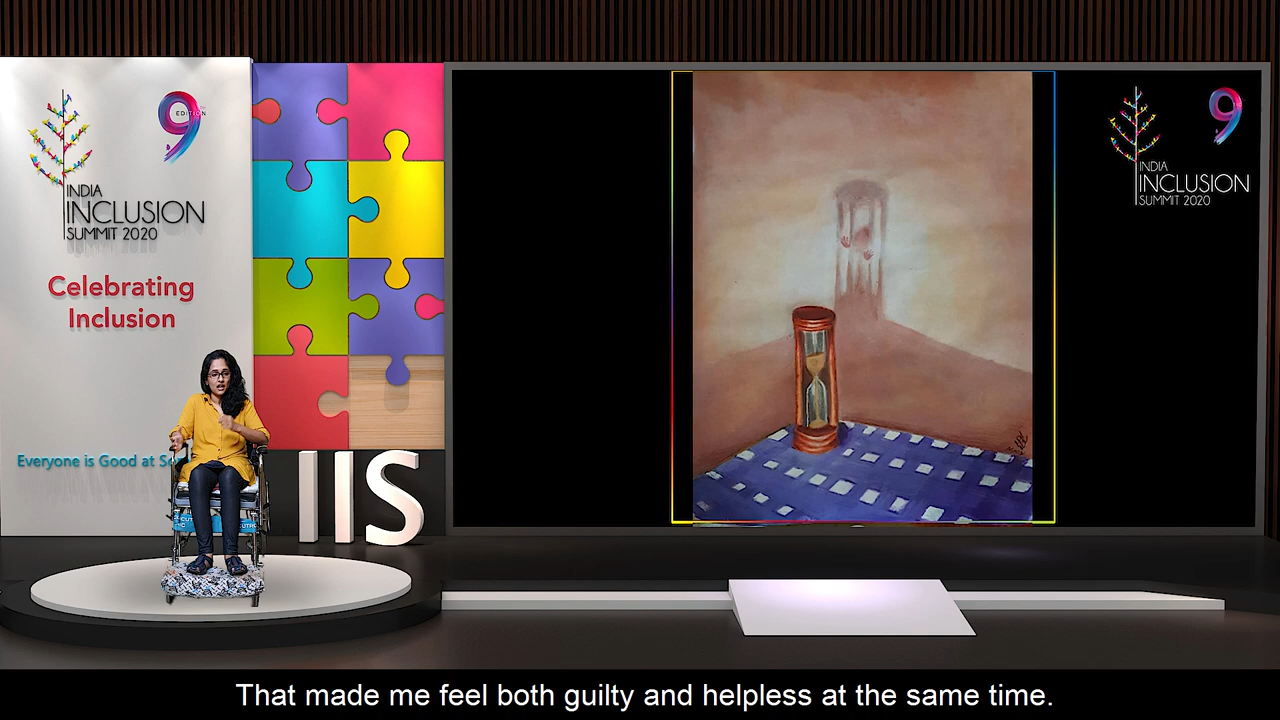 9
EDITION
INDIA
INCLUSION
SUMMIT 2020
Celebrating
Inclusion
Everyone is Good at
IIS
9
INDIA
INCLUSION
SUMMIT 2020
That made me feel both guilty and helpless at the same time.